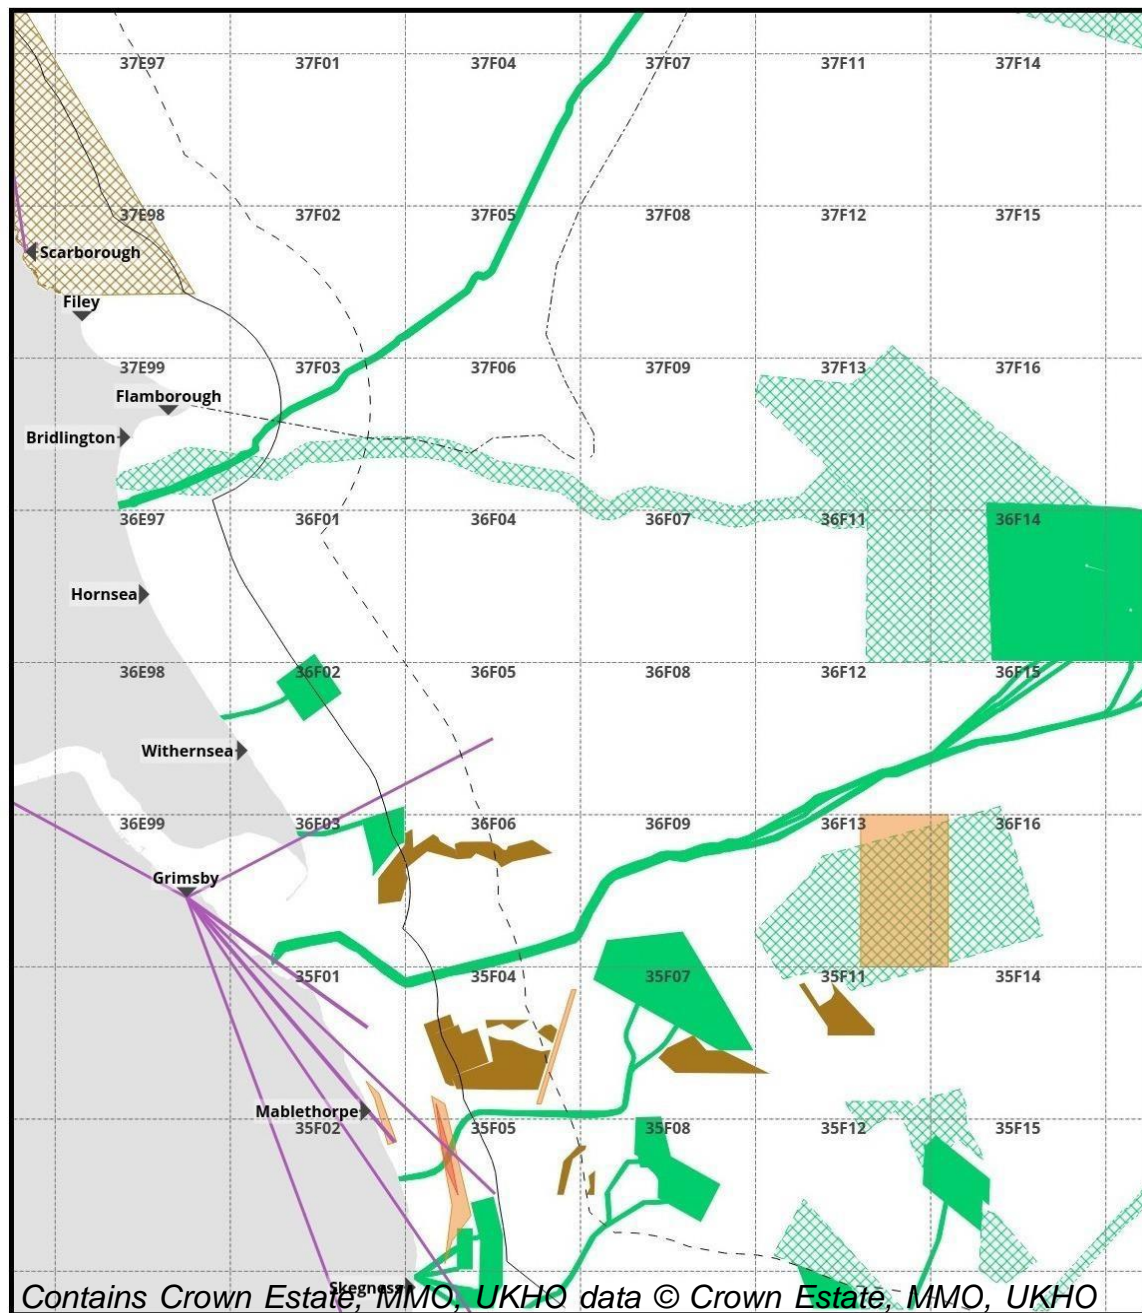 37E97 37F01 37F04 37F07 37F11 37F14
37E98 37F02 37F05 37F08 37F12 37F15
Scarborough
Filey
37E99 37F03 37F06 37F09 37F13 37F16
Flamborough
Bridlington
36E97 36F01 36F04 36F07 36F11 36F14
Hornsea
36E98 36F02 36F05 36F08 36F12 36F15
Withernsea
36E99 36F03 36F06 36F09 36F13 36F16
Grimsby
35F01 35F04 35F07 35F11 35F14
Mablethorpe
35F02 35F05 35F08 35F12 35F15
Skegness
Contains Crown Estate, MMO, UKHO data © Crown Estate, MMO, UKHO